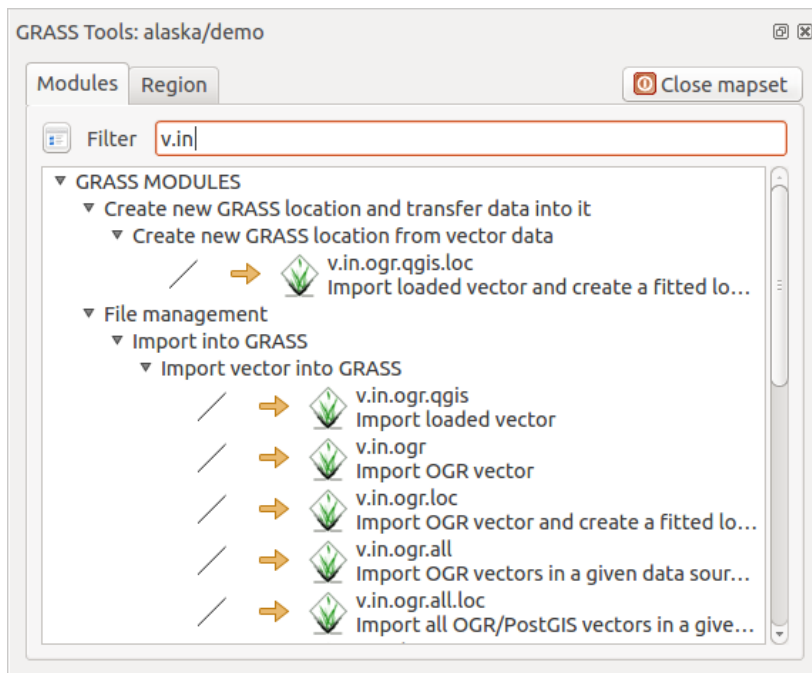 GRASS Tools: alaska/demo
Modules
Region
Close mapset
Filter
v.in
GRASS MODULES
Create new GRASS location and transfer data into it
Create new GRASS location from vector data
v.in.ogr.qgis.loc
Import loaded vector and create a fitted lo...
File management
Import into GRASS
Import vector into GRASS
v.in.ogr.qgis
Import loaded vector
v.in.ogr
Import OGR vector
v.in.ogr.loc
Import OGR vector and create a fitted lo...
v.in.ogr.all
Import OGR vectors in a given data sour...
v.in.ogr.all.loc
Import all OGR/PostGIS vectors in a give...